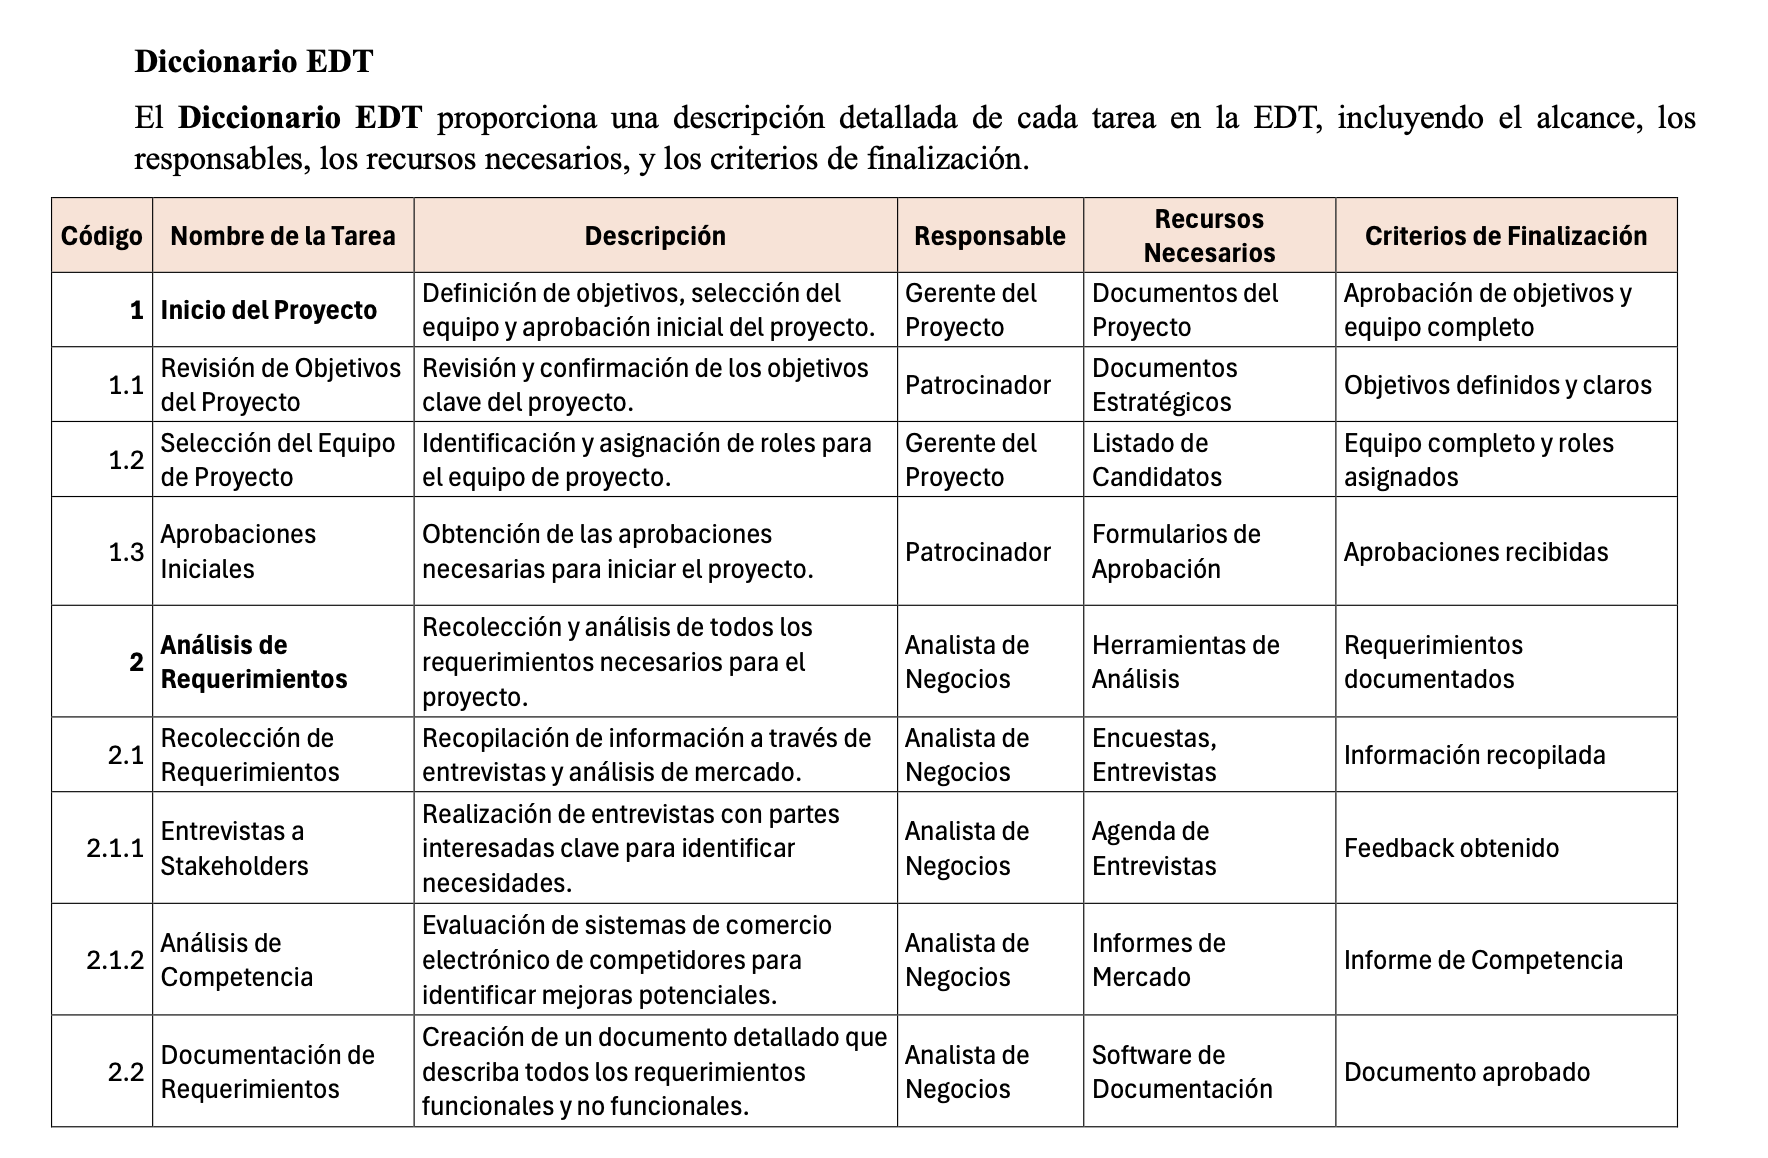 Diccionario EDT
El Diccionario EDT proporciona una descripción detallada de cada tarea en la EDT, incluyendo el alcance, los
responsables, los recursos necesarios, y los criterios de finalización.
Código Nombre de la Tarea Descripción Responsable Recursos Necesarios Criterios de Finalización
1 Inicio del Proyecto Definición de objetivos, selección del equipo y aprobación inicial del proyecto. Gerente del Proyecto Documentos del Proyecto Aprobación de objetivos y equipo completo
1.1 Revisión de Objetivos del Proyecto Revisión y confirmación de los objetivos clave del proyecto. Patrocinador Documentos Estratégicos Objetivos definidos y claros
1.2 Selección del Equipo de Proyecto Identificación y asignación de roles para el equipo de proyecto. Gerente del Proyecto Listado de Candidatos Equipo completo y roles asignados
1.3 Aprobaciones Iniciales Obtención de las aprobaciones necesarias para iniciar el proyecto. Patrocinador Formularios de Aprobación Aprobaciones recibidas
2 Análisis de Requerimientos Recolección y análisis de todos los requerimientos necesarios para el proyecto. Analista de Negocios Herramientas de Análisis Requerimientos documentados
2.1 Recolección de Requerimientos Recopilación de información a través de entrevistas y análisis de mercado. Analista de Negocios Encuestas, Entrevistas Información recopilada
2.1.1 Entrevistas a Stakeholders Realización de entrevistas con partes interesadas clave para identificar necesidades. Analista de Negocios Agenda de Entrevistas Feedback obtenido
2.1.2 Análisis de Competencia Evaluación de sistemas de comercio electrónico de competidores para identificar mejoras potenciales. Analista de Negocios Informes de Mercado Informe de Competencia
2.2 Documentación de Requerimientos Creación de un documento detallado que describa todos los requerimientos funcionales y no funcionales. Analista de Negocios Software de Documentación Documento aprobado